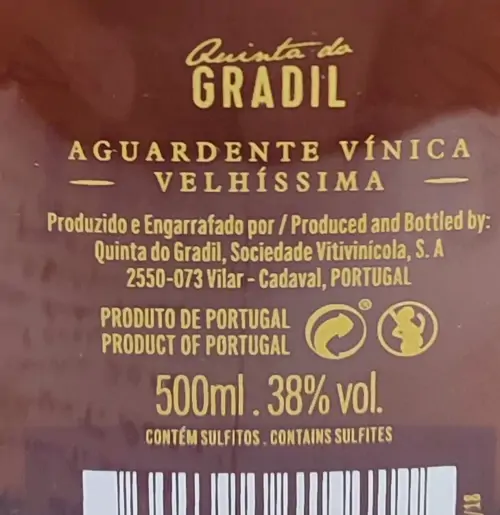 Quinta do
GRADIL
AGUARDENTE VÍNICA
VELHÍSSIMA
Produzido e Engarrafado por / Produced and Bottled by:
Quinta do Gradil, Sociedade Vitivinícola, S. A
2550-073 Vilar - Cadaval, PORTUGAL
PRODUTO DE PORTUGAL
PRODUCT OF PORTUGAL
®
500ml . 38% vol.
CONTÉM SULFITOS . CONTAINS SULFITES
/18